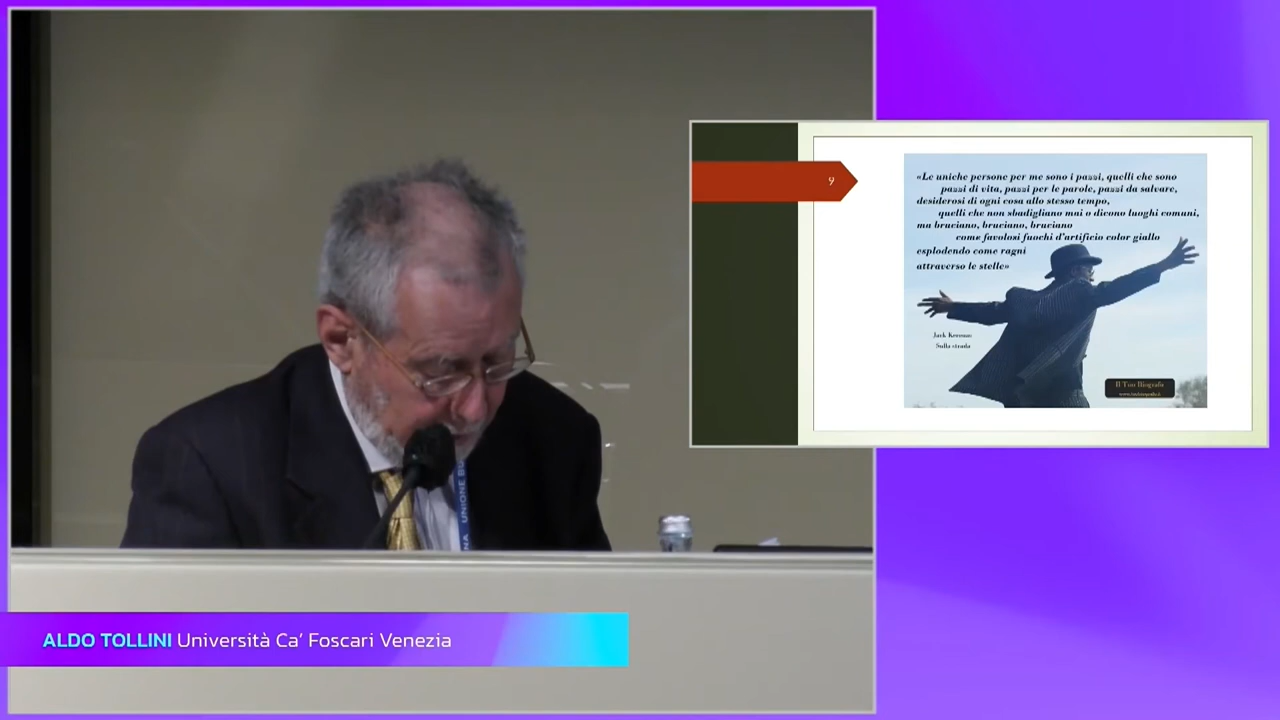 9
«Le uniche persone per me sono i pazzi, quelli che sono
pazzi di vita, pazzi per le parole, pazzi da salvare,
desiderosi di ogni cosa allo stesso tempo,
quelli che non sbadigliano mai o dicono luoghi comuni,
ma bruciano, bruciano, bruciano
come favolosi fuochi d'artificio color giallo
esplodendo come ragni
attraverso le stelle»
Jack Kerouac
Sulla strada
Il Tuo Biografo
UNIONE BU
NA
ALDO TOLLINI Università Ca' Foscari Venezia